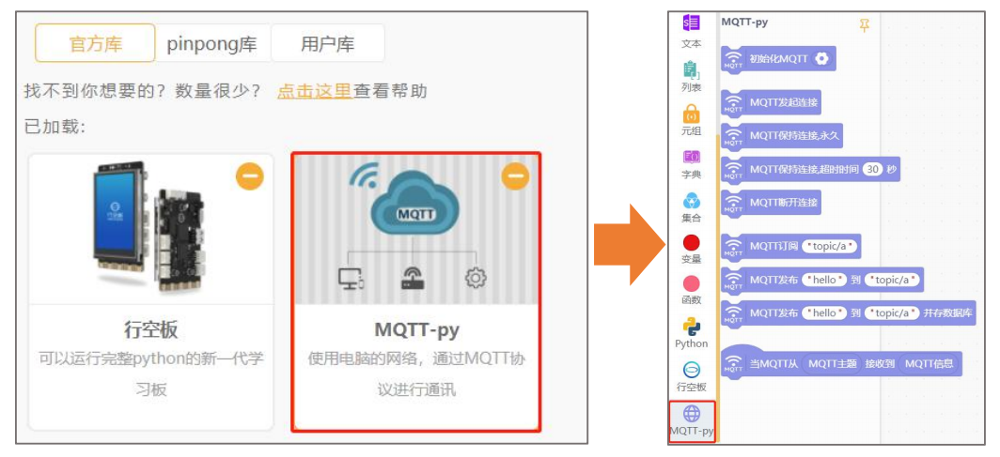 官方库 pinpong库 用户库
找不到你想要的？数量很少？ 点击这里查看帮助
已加载:
MQTT
行空板
可以运行完整python的新一代学
习板
MQTT-py
使用电脑的网络，通过MQTT协
议进行通讯
文本
列表
元组
字典
集合
变量
函数
Python
行空板
MQTT-py
MQTT-py
MQTT 初始化MQTT
MQTT MQTT发起连接
MQTT MQTT保持连接,永久
MQTT MQTT保持连接,超时时间 30 秒
MQTT MQTT断开连接
MQTT MQTT订阅 "topic/a"
MQTT MQTT发布 "hello" 到 "topic/a"
MQTT MQTT发布 "hello" 到 "topic/a" 并存数据库
MQTT 当MQTT从 MQTT主题 接收到 MQTT信息